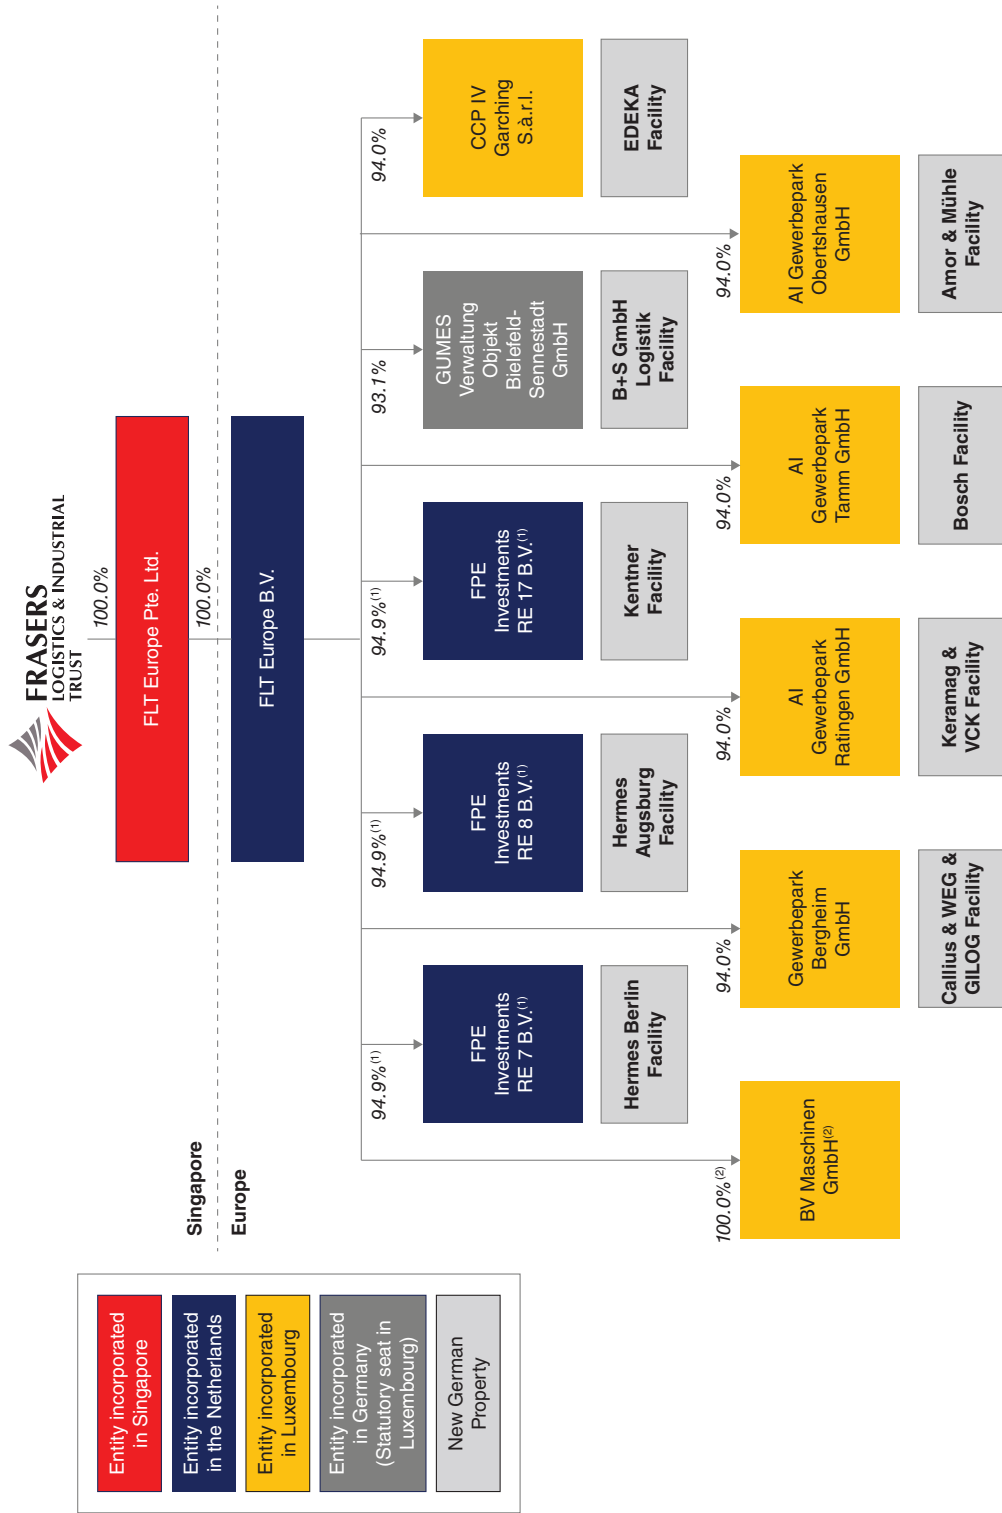 FRASERS
LOGISTICS & INDUSTRIAL
TRUST
100.0%
FLT Europe Pte. Ltd.
100.0%
Singapore
Europe
FLT Europe B.V.
94.9%(1)
94.9%(1)
94.9%(1)
93.1%
94.0%
FPE
Investments
RE 7 B.V.(1)
FPE
Investments
RE 8 B.V.(1)
FPE
Investments
RE 17 B.V.(1)
GUMES
Verwaltung
Objekt
Bielefeld-
Sennestadt
GmbH
CCP IV
Garching
S.à.r.l.
Hermes Berlin
Facility
Hermes
Augsburg
Facility
Kentner
Facility
B+S GmbH
Logistik
Facility
EDEKA
Facility
100.0%(2)
94.0%
94.0%
94.0%
94.0%
BV Maschinen
GmbH(2)
Gewerbepark
Bergheim
GmbH
AI
Gewerbepark
Ratingen GmbH
AI
Gewerbepark
Tamm GmbH
AI Gewerbepark
Obertshausen
GmbH
Callius & WEG &
GILOG Facility
Keramag &
VCK Facility
Bosch Facility
Amor & Mühle
Facility
Entity incorporated
in Singapore
Entity incorporated
in the Netherlands
Entity incorporated
in Luxembourg
Entity incorporated
in Germany
(Statutory seat in
Luxembourg)
New German
Property